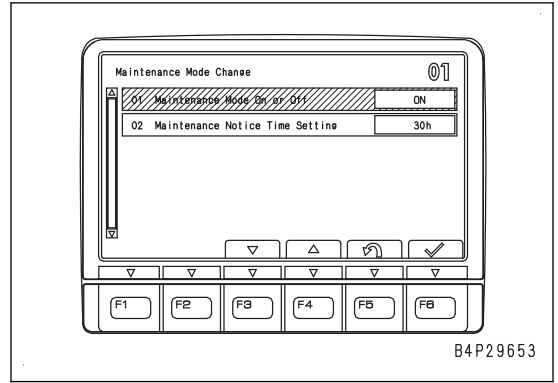 Maintenance Mode Change 01
01 Maintenance Mode On or Off ON
02 Maintenance Notice Time Setting 30h
F1 F2 F3 F4 F5 F6
B4P29653